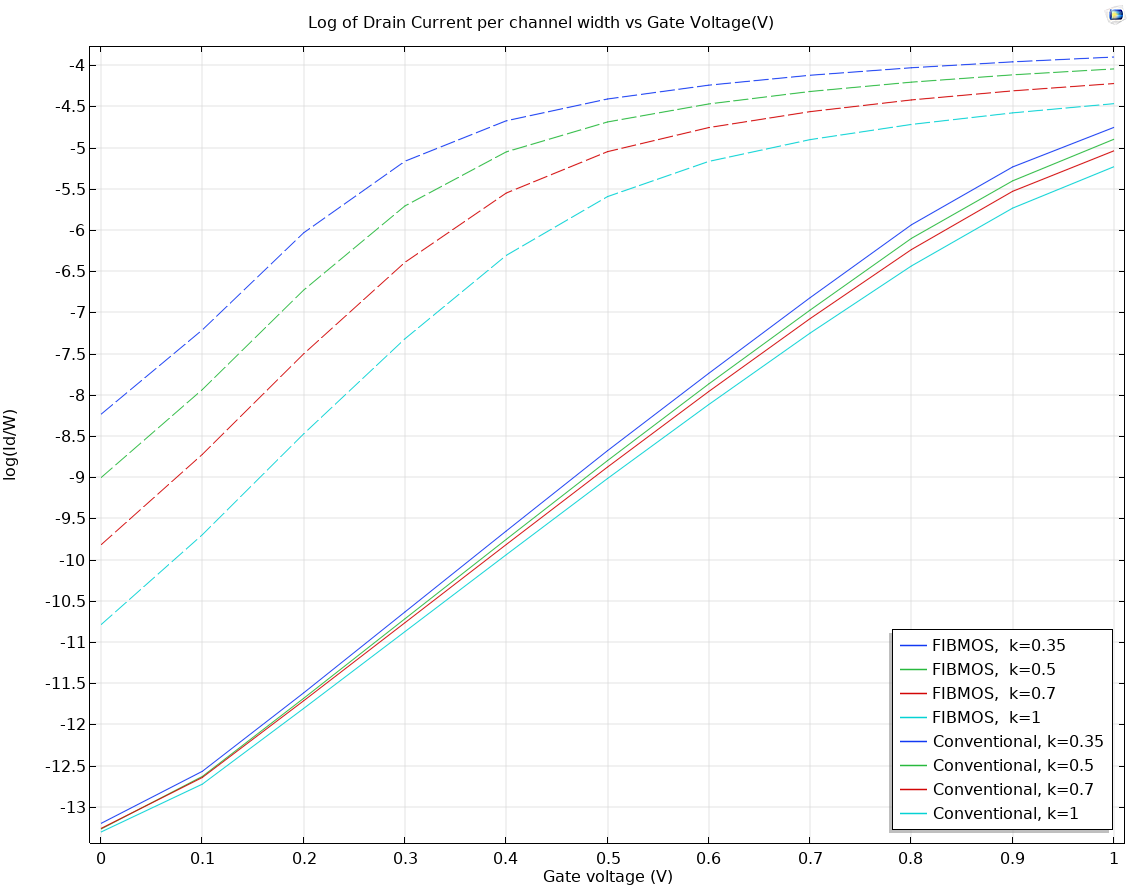 Log of Drain Current per channel width vs Gate Voltage(V)
-4
-4.5
-5
-5.5
-6
-6.5
-7
-7.5
-8
-8.5
-9
-9.5
-10
-10.5
-11
-11.5
-12
-12.5
-13
log(Id/W)
FIBMOS,  k=0.35
FIBMOS,  k=0.5
FIBMOS,  k=0.7
FIBMOS,  k=1
Conventional, k=0.35
Conventional, k=0.5
Conventional, k=0.7
Conventional, k=1
0 0.1 0.2 0.3 0.4 0.5 0.6 0.7 0.8 0.9 1
Gate voltage (V)